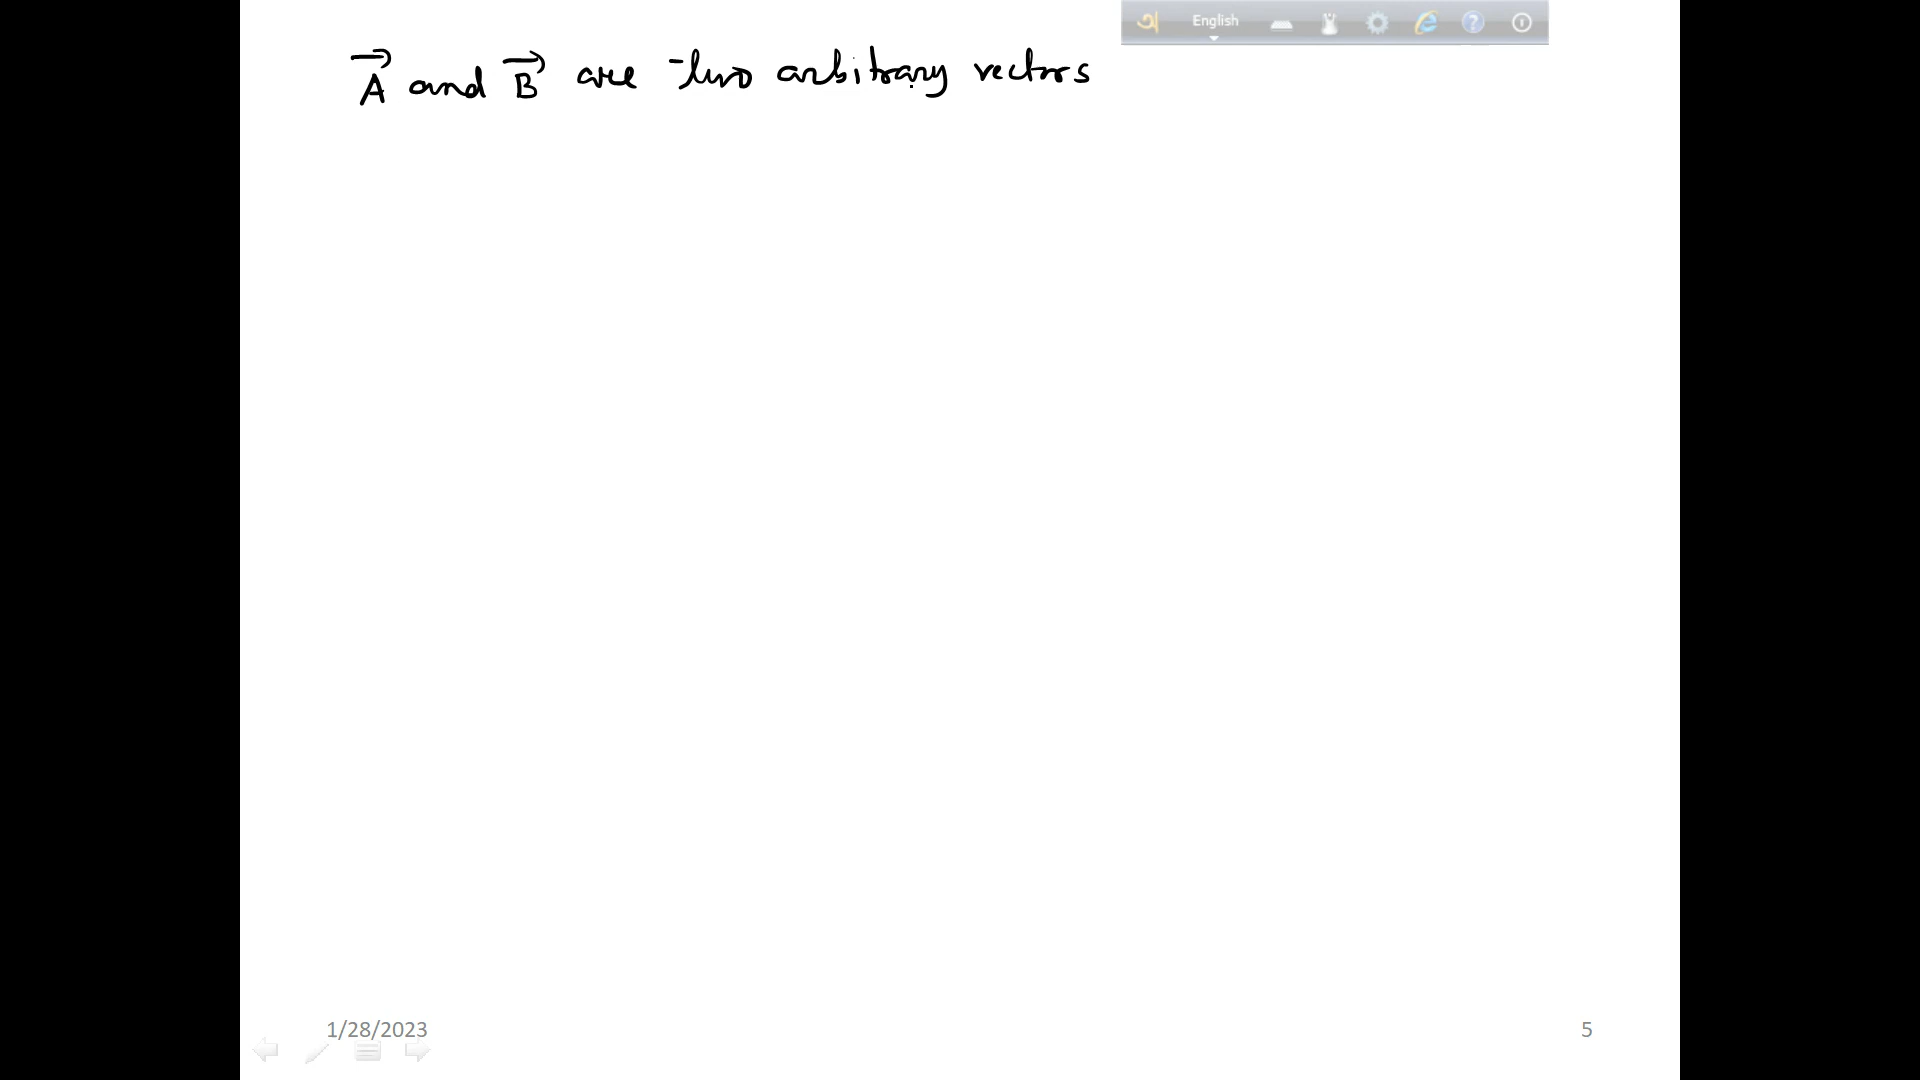 অ English
A⃗ and B⃗ are two arbitrary vectors
1/28/2023
5